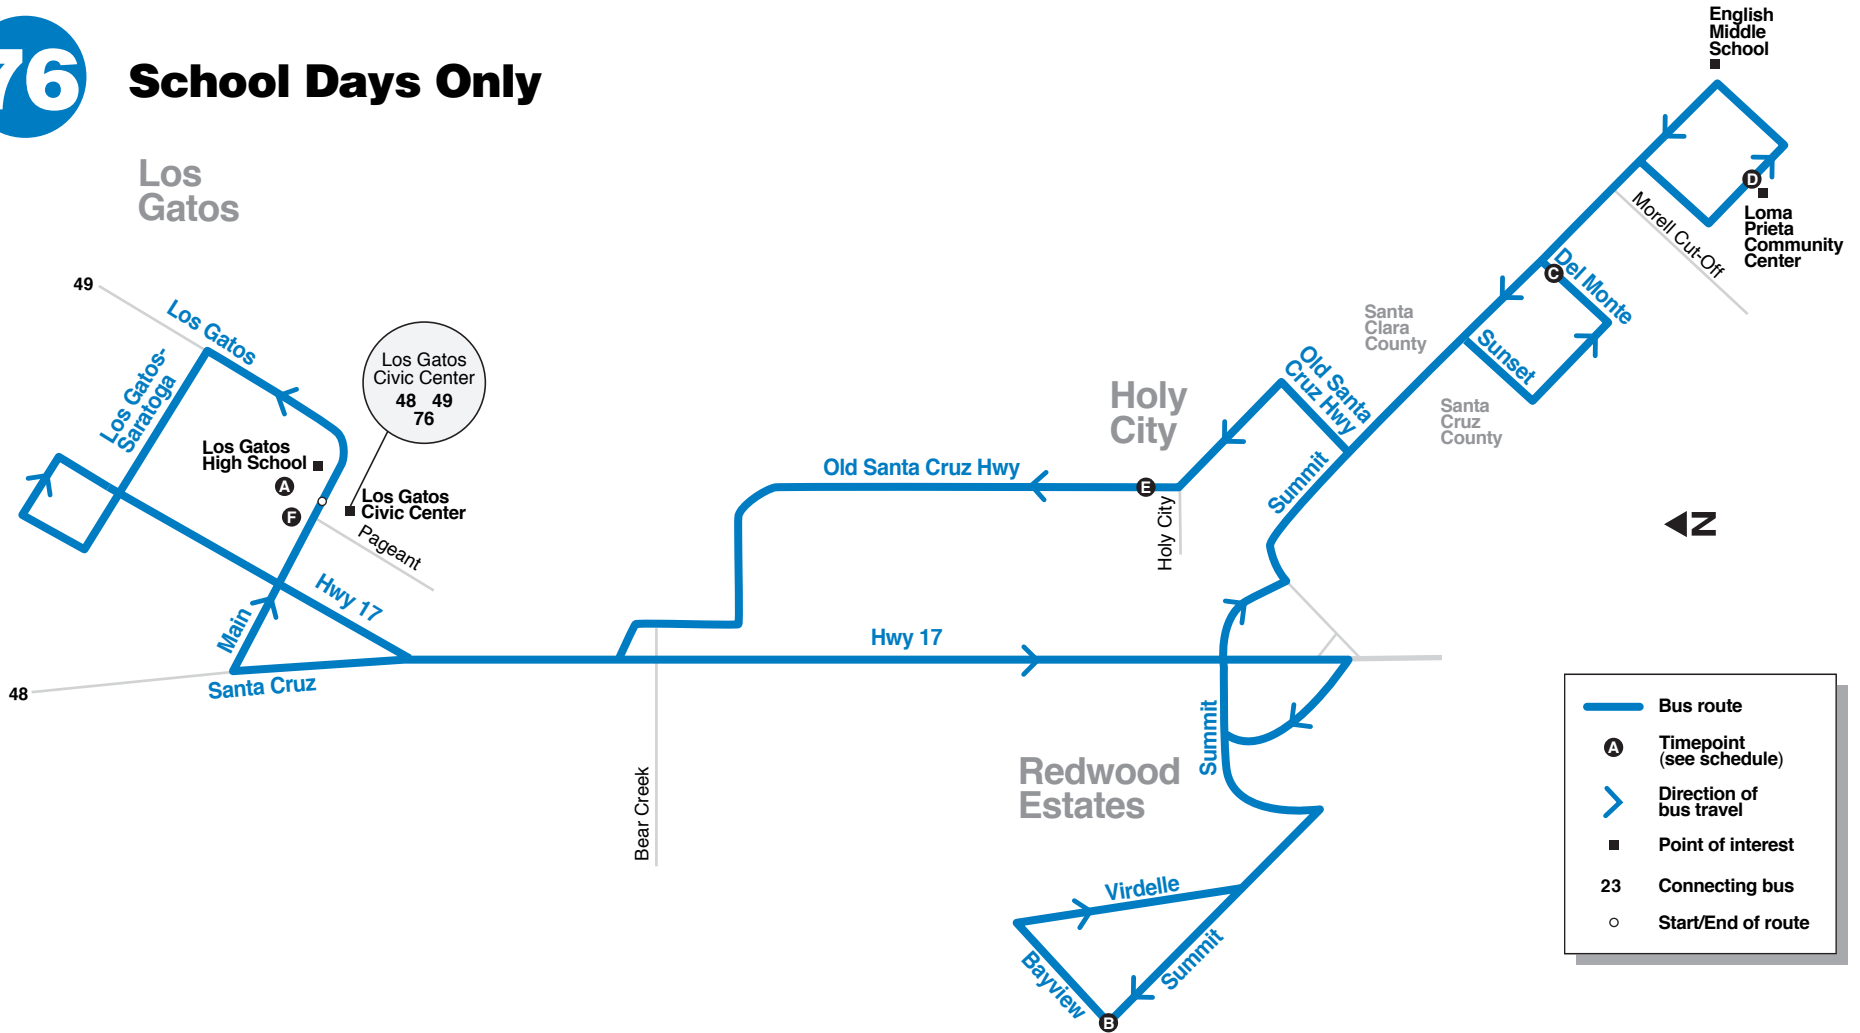 76
School Days Only
Los
Gatos
49
Los Gatos
Los Gatos-
Saratoga
Los Gatos
Civic Center
48 49
76
Los Gatos
High School
A
F
Los Gatos
Civic Center
Pageant
Hwy 17
Main
Santa Cruz
48
Bear Creek
Old Santa Cruz Hwy
Hwy 17
E
Holy City
Holy
City
Old Santa
Cruz Hwy
Summit
Santa
Clara
County
Santa
Cruz
County
Sunset
Del Monte
C
Morell Cut-Off
English
Middle
School
D
Loma
Prieta
Community
Center
N
Summit
Redwood
Estates
Virdelle
Bayview
Summit
B
Bus route
A
Timepoint
(see schedule)
Direction of
bus travel
Point of interest
23 Connecting bus
Start/End of route